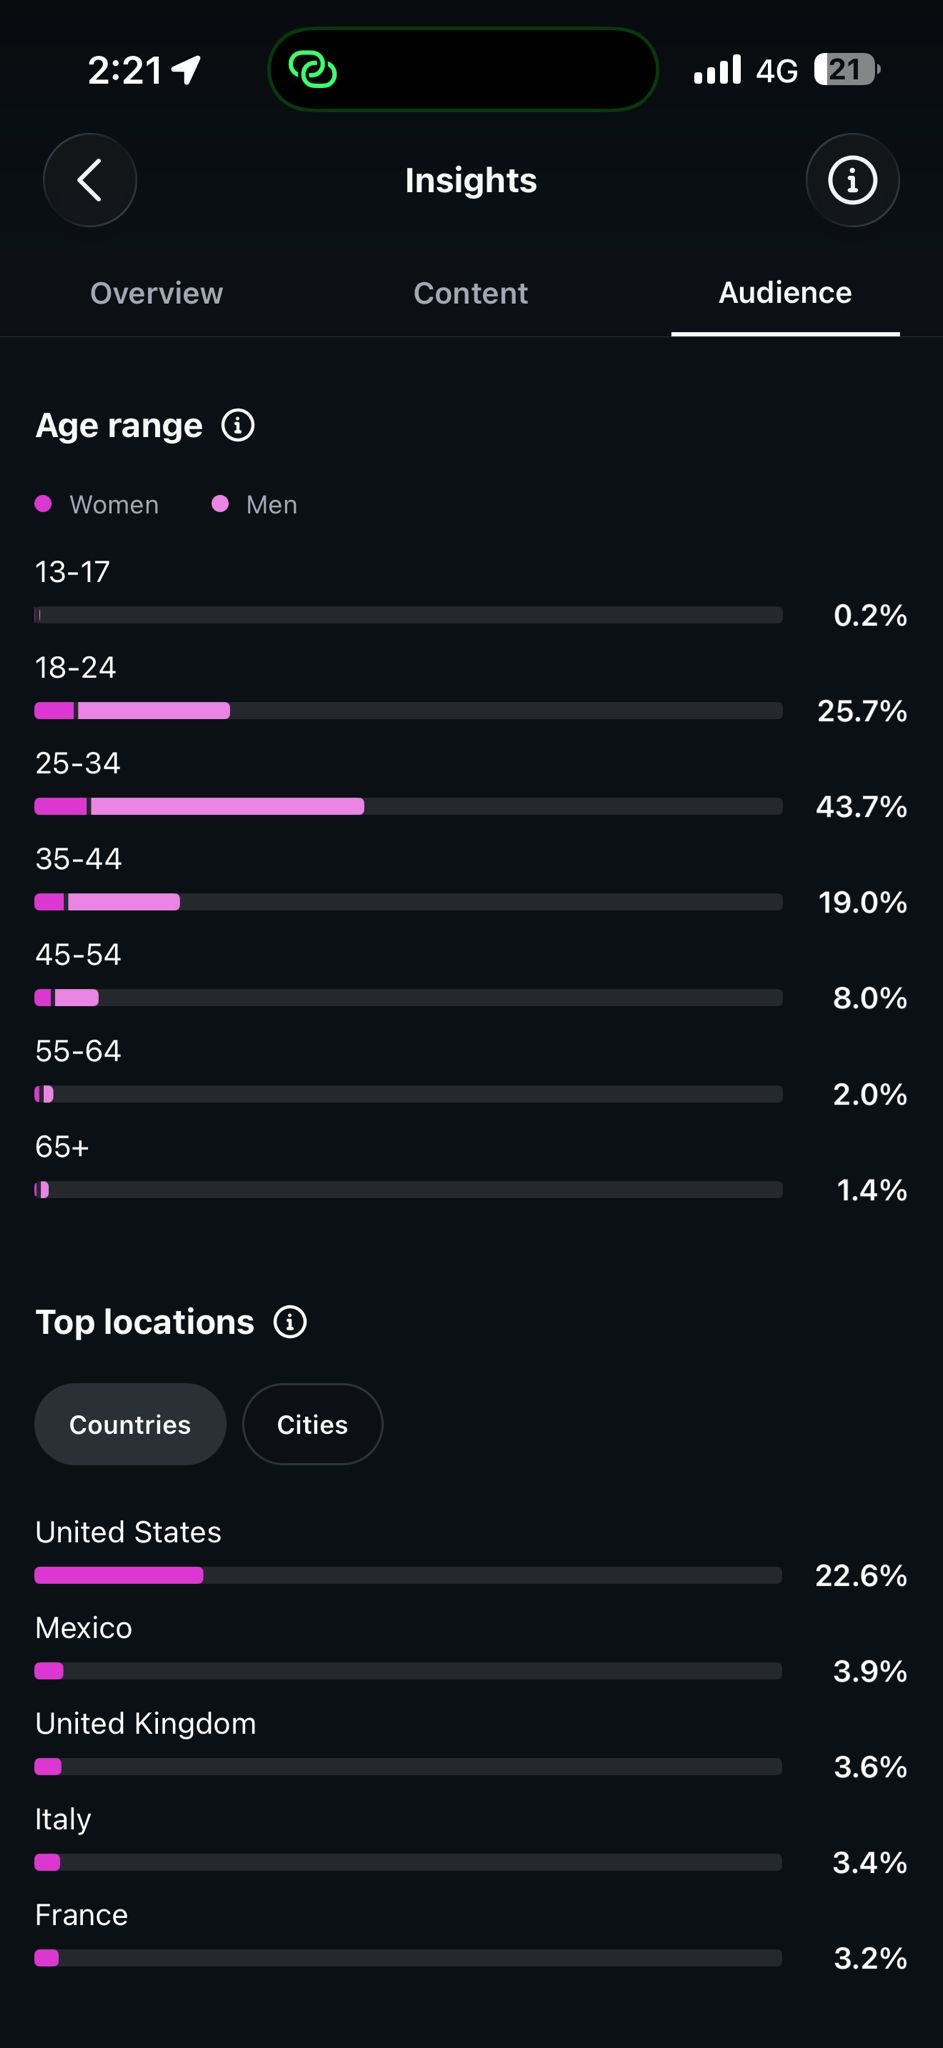 2:21 4G 21
Insights
Overview Content Audience
Age range
Women Men
13-17
0.2%
18-24
25.7%
25-34
43.7%
35-44
19.0%
45-54
8.0%
55-64
2.0%
65+
1.4%
Top locations
Countries Cities
United States
22.6%
Mexico
3.9%
United Kingdom
3.6%
Italy
3.4%
France
3.2%